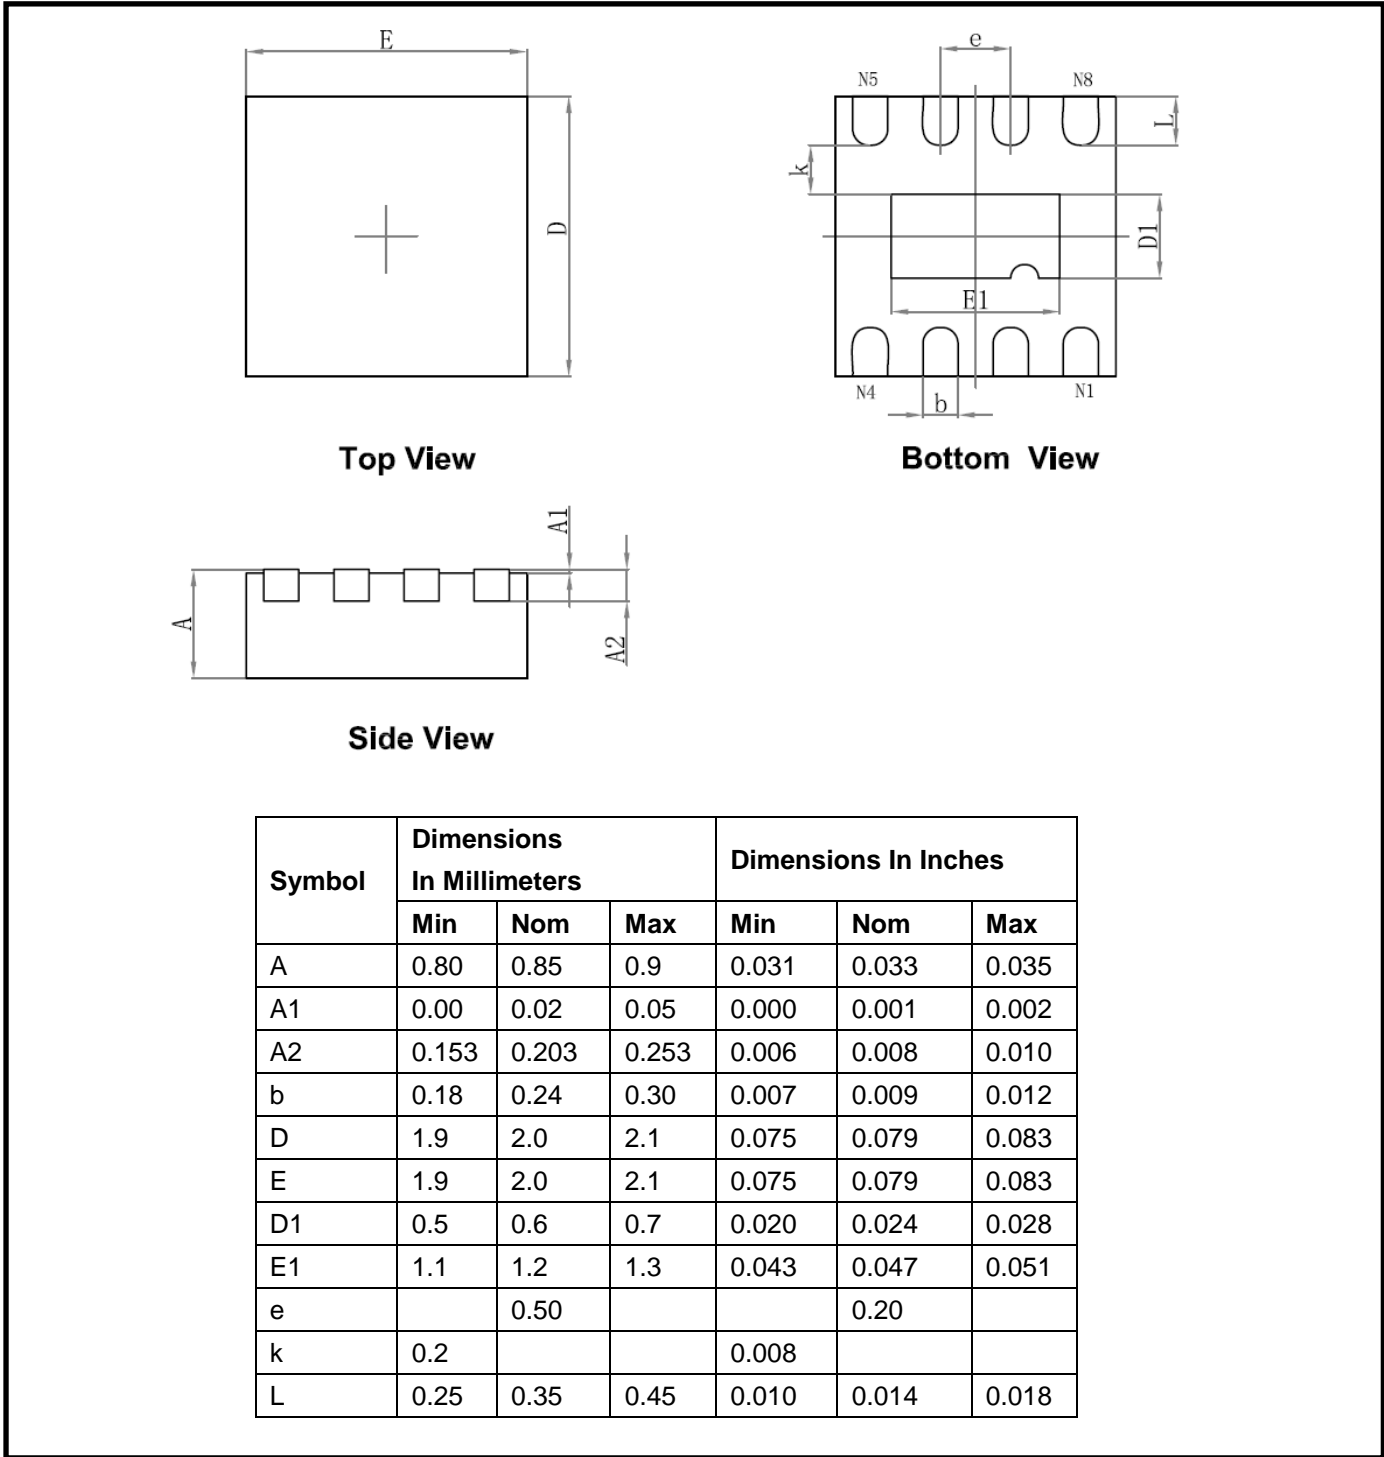 E
D
Top View
e
N5
N8
L
k
D1
E1
N4
N1
b
Bottom View
A1
A
A2
Side View
Symbol
Dimensions
In Millimeters
Dimensions In Inches
Min Nom Max Min Nom Max
A 0.80 0.85 0.9 0.031 0.033 0.035
A1 0.00 0.02 0.05 0.000 0.001 0.002
A2 0.153 0.203 0.253 0.006 0.008 0.010
b 0.18 0.24 0.30 0.007 0.009 0.012
D 1.9 2.0 2.1 0.075 0.079 0.083
E 1.9 2.0 2.1 0.075 0.079 0.083
D1 0.5 0.6 0.7 0.020 0.024 0.028
E1 1.1 1.2 1.3 0.043 0.047 0.051
e 0.50 0.20
k 0.2 0.008
L 0.25 0.35 0.45 0.010 0.014 0.018